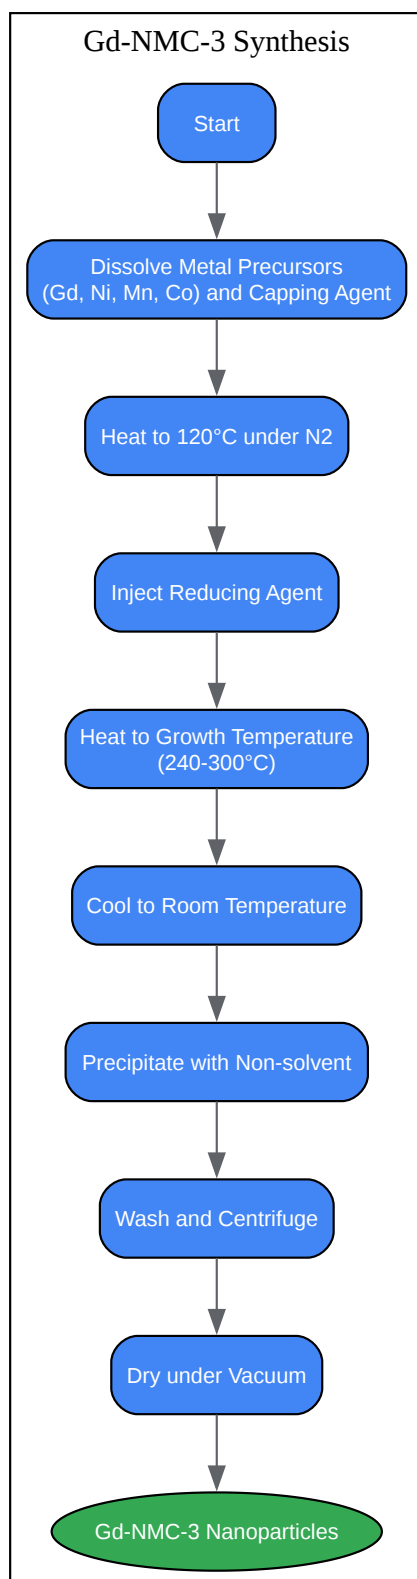 Gd-NMC-3 Synthesis
Start
Dissolve Metal Precursors
(Gd, Ni, Mn, Co) and Capping Agent
Heat to 120°C under N2
Inject Reducing Agent
Heat to Growth Temperature
(240-300°C)
Cool to Room Temperature
Precipitate with Non-solvent
Wash and Centrifuge
Dry under Vacuum
Gd-NMC-3 Nanoparticles